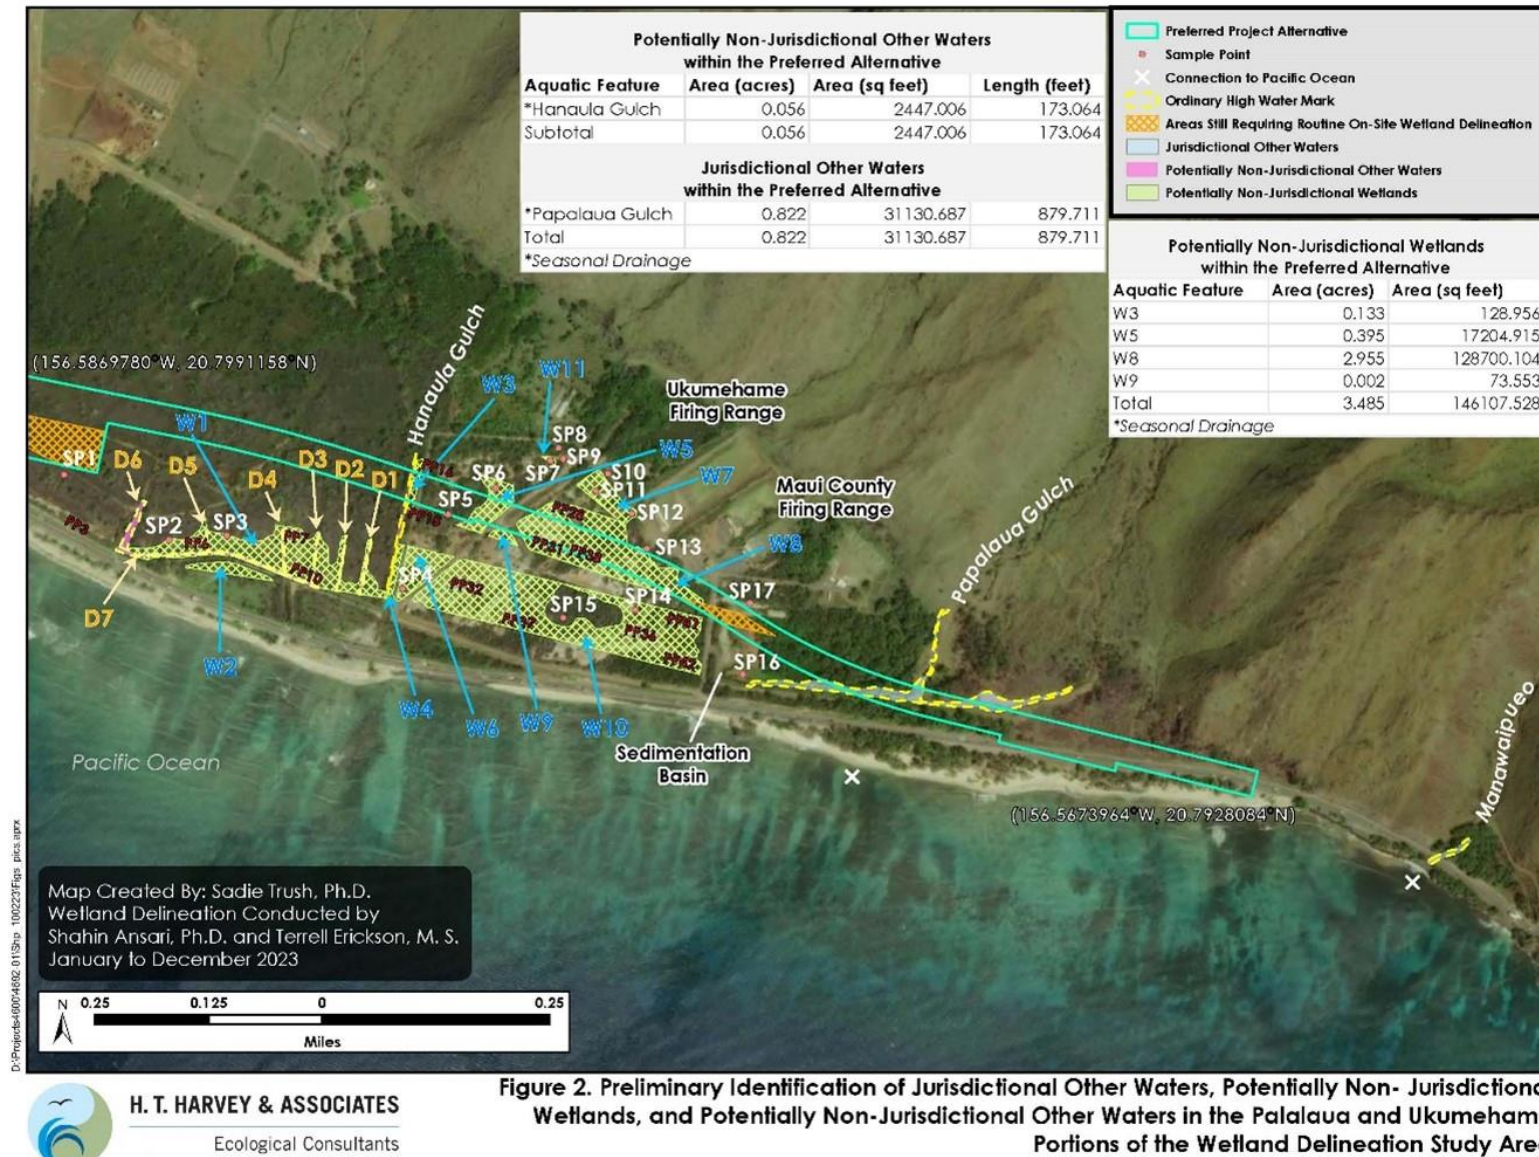 Potentially Non-Jurisdictional Other Waters
within the Preferred Alternative
Aquatic Feature Area (acres) Area (sq feet) Length (feet)
*Hanaula Gulch 0.056 2447.006 173.064
Subtotal 0.056 2447.006 173.064
Jurisdictional Other Waters
within the Preferred Alternative
*Papalaua Gulch 0.822 31130.687 879.711
Total 0.822 31130.687 879.711
*Seasonal Drainage
Preferred Project Alternative
Sample Point
Connection to Pacific Ocean
Ordinary High Water Mark
Areas Still Requiring Routine On-Site Wetland Delineation
Jurisdictional Other Waters
Potentially Non-Jurisdictional Other Waters
Potentially Non-Jurisdictional Wetlands
Potentially Non-Jurisdictional Wetlands
within the Preferred Alternative
Aquatic Feature Area (acres) Area (sq feet)
W3 0.133 128.956
W5 0.395 17204.915
W8 2.955 128700.104
W9 0.002 73.553
Total 3.485 146107.528
*Seasonal Drainage
(156.5869780°W, 20.7991158°N)
Hanaula Gulch
W3
W11
Ukumehame
Firing Range
W1
SP8
SP1
D6
D5
D4
D3
D2
D1
PP14
SP6
SP7
SP9
W5
S10
SP11
W7
Maui County
Firing Range
Papalaua Gulch
PP3
SP2
SP3
PP6
PP7
PP10
SP5
PP28
SP12
PP31
SP13
W8
D7
W2
SP4
PP32
SP15
SP14
PP36
SP17
SP16
W4
W6
W9
W10
Sedimentation
Basin
Pacific Ocean
Manawaipueo
(156.5673964°W, 20.7928084°N)
Map Created By: Sadie Trush, Ph.D.
Wetland Delineation Conducted by
Shahin Ansari, Ph.D. and Terrell Erickson, M. S.
January to December 2023
N 0.25 0.125 0 0.25
Miles
H. T. HARVEY & ASSOCIATES
Ecological Consultants
Figure 2. Preliminary Identification of Jurisdictional Other Waters, Potentially Non- Jurisdictiona
Wetlands, and Potentially Non-Jurisdictional Other Waters in the Palalaua and Ukumeham
Portions of the Wetland Delineation Study Are